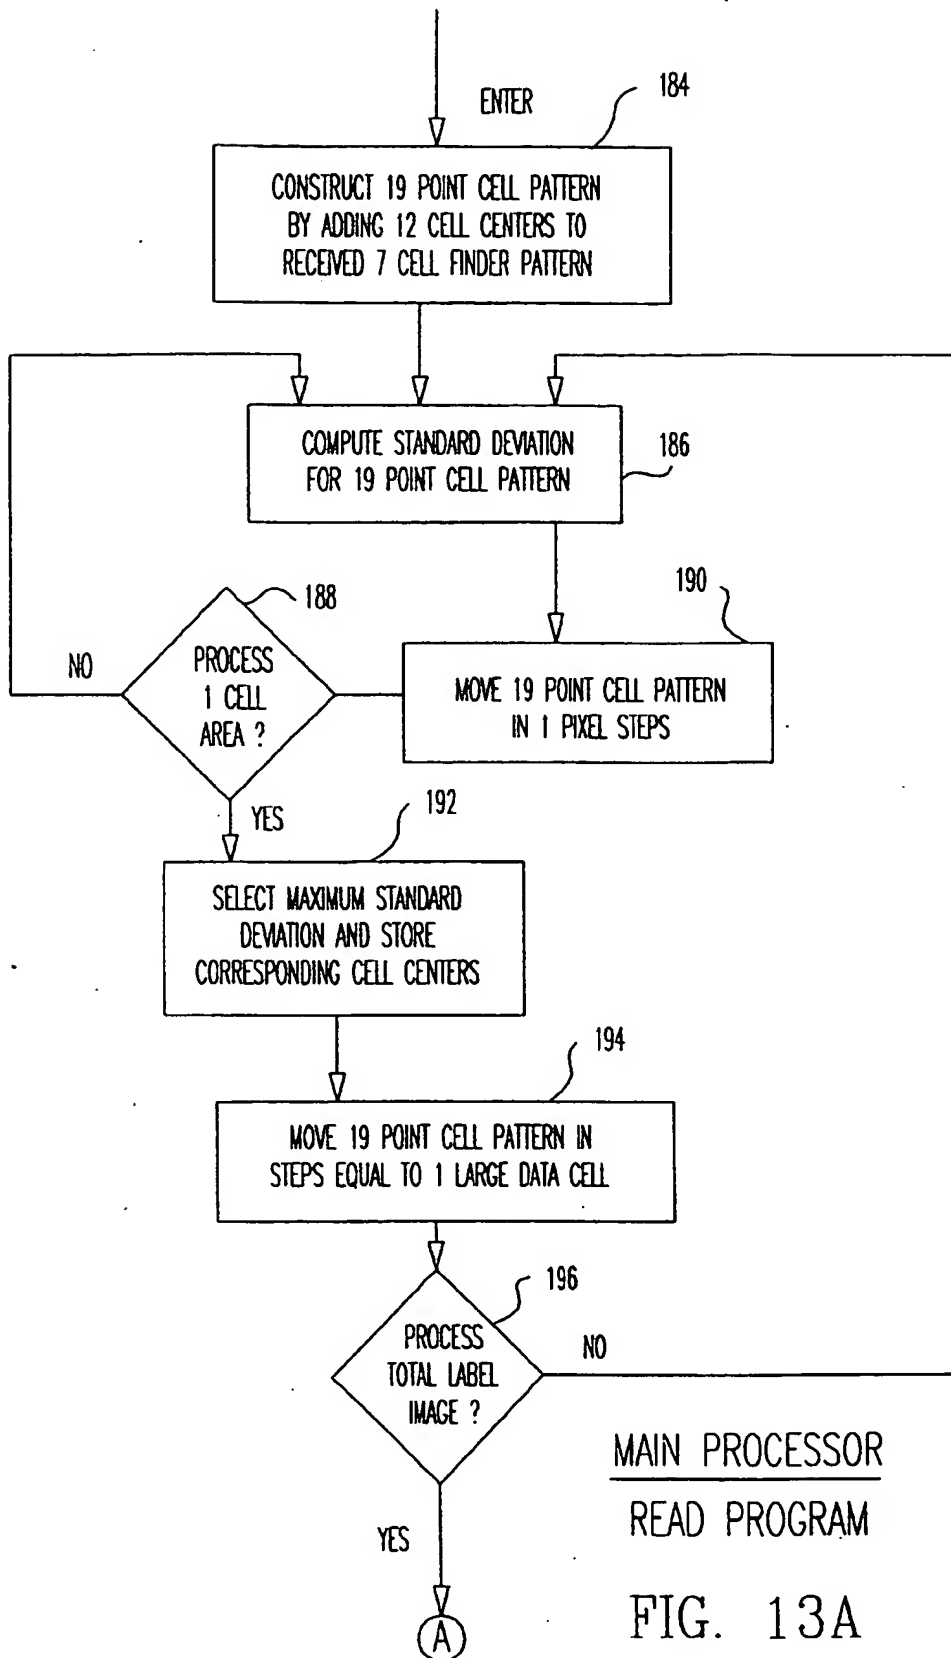 ENTER
184
CONSTRUCT 19 POINT CELL PATTERN
BY ADDING 12 CELL CENTERS TO
RECEIVED 7 CELL FINDER PATTERN
COMPUTE STANDARD DEVIATION
FOR 19 POINT CELL PATTERN
186
190
188
NO
PROCESS
1 CELL
AREA ?
MOVE 19 POINT CELL PATTERN
IN 1 PIXEL STEPS
YES
192
SELECT MAXIMUM STANDARD
DEVIATION AND STORE
CORRESPONDING CELL CENTERS
194
MOVE 19 POINT CELL PATTERN IN
STEPS EQUAL TO 1 LARGE DATA CELL
196
PROCESS
TOTAL LABEL
IMAGE ?
NO
YES
A
MAIN PROCESSOR
READ PROGRAM
FIG. 13A